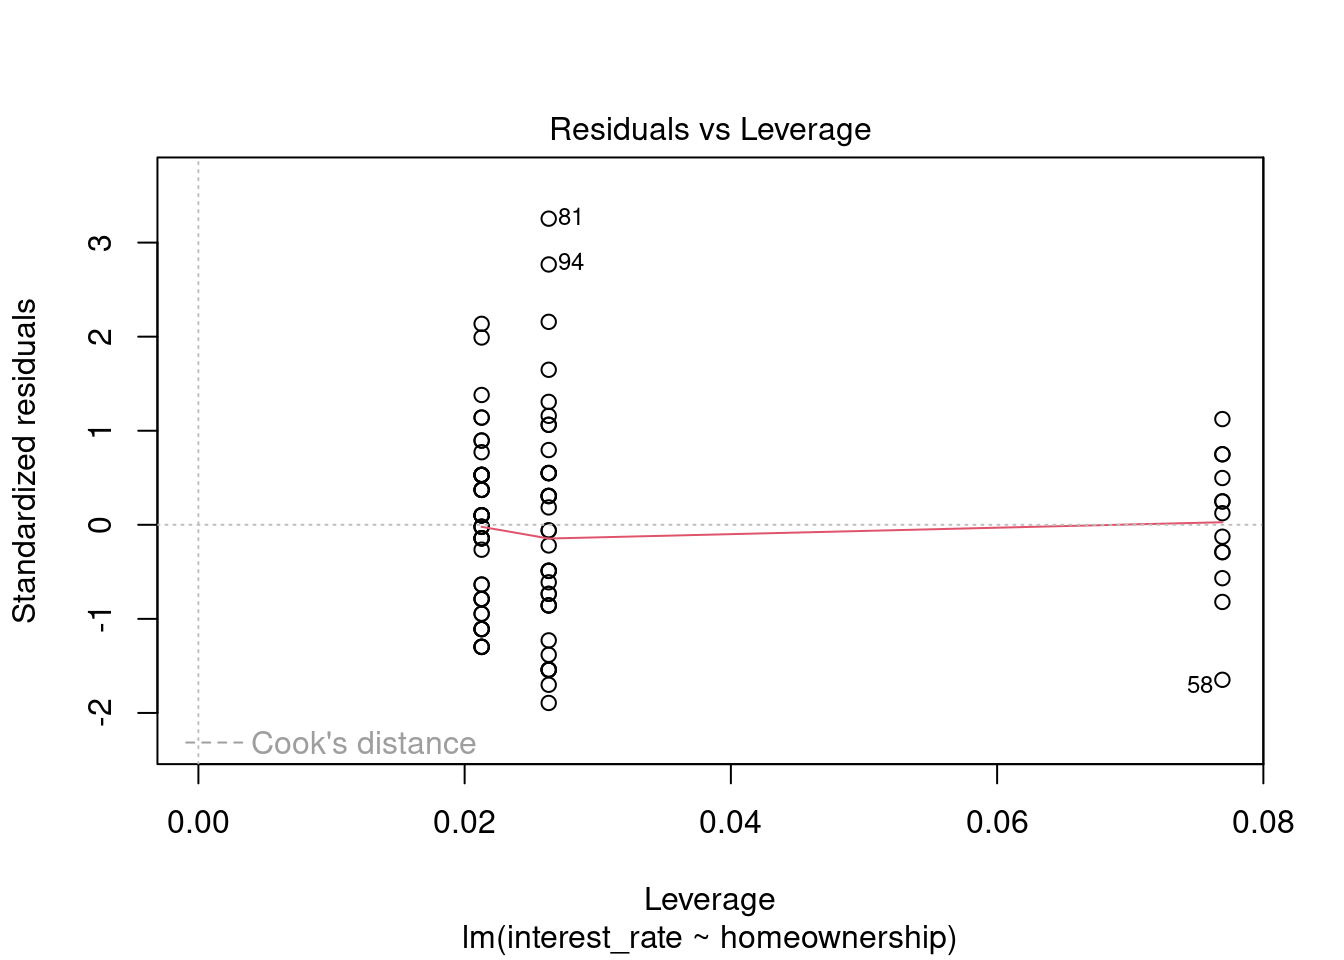 Residuals vs Leverage
Standardized residuals
3
2
1
0
-1
-2
81
94
58
Cook's distance
0.00 0.02 0.04 0.06 0.08
Leverage
lm(interest_rate ~ homeownership)